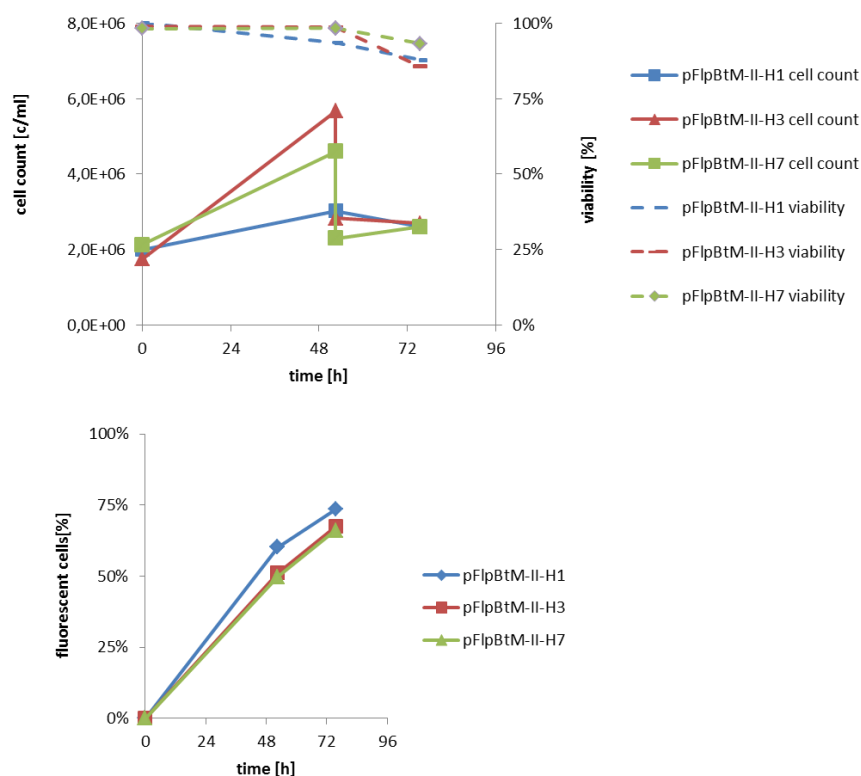 8,0E+06
6,0E+06
4,0E+06
2,0E+06
0,0E+00
cell count [c/ml]
100%
75%
50%
25%
0%
viability [%]
0 24 48 72 96
time [h]
pFlpBtM-II-H1 cell count
pFlpBtM-II-H3 cell count
pFlpBtM-II-H7 cell count
pFlpBtM-II-H1 viability
pFlpBtM-II-H3 viability
pFlpBtM-II-H7 viability
100%
75%
50%
25%
0%
fluorescent cells[%]
0 24 48 72 96
time [h]
pFlpBtM-II-H1
pFlpBtM-II-H3
pFlpBtM-II-H7